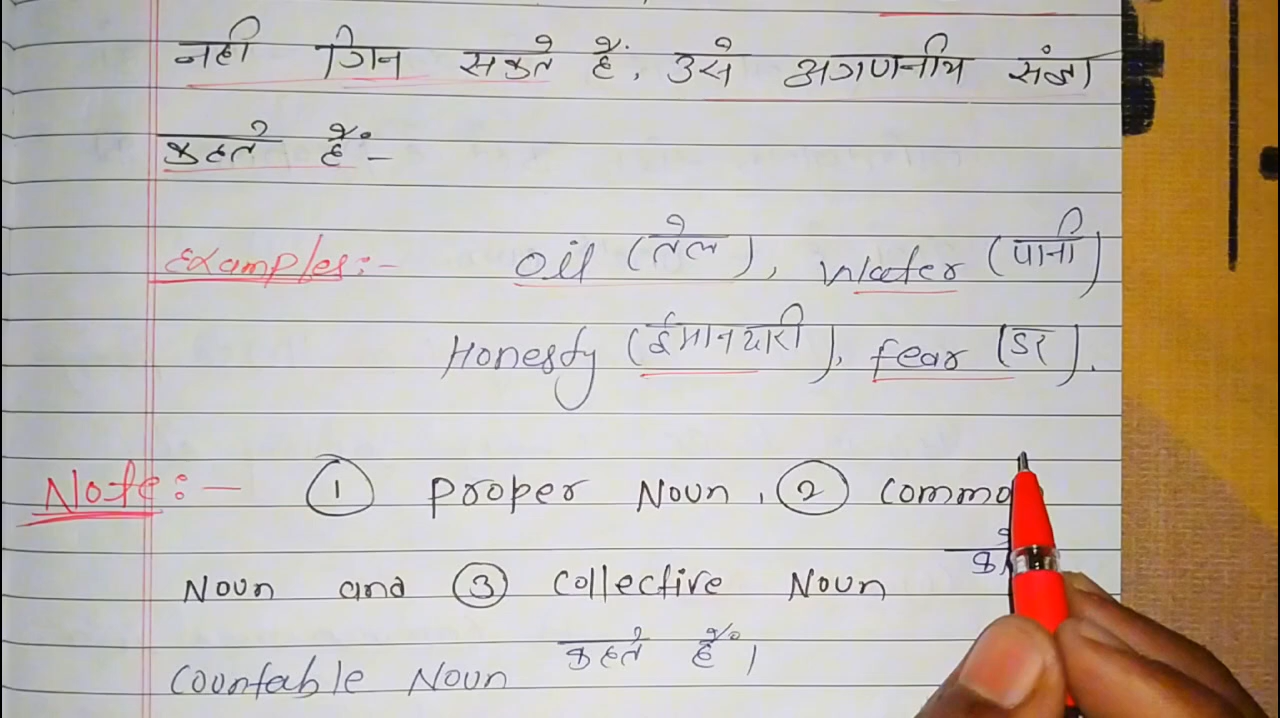 नही गिन सकते हैं, उसे अगणनीय संज्ञा
कहते हैं-
Examples:- Oil (तेल), Water (पानी)
Honesty (ईमानदारी), fear (डर).
Note:- ① Proper Noun, ② Commo
Noun and ③ Collective Noun
Countable Noun कहते हैं,